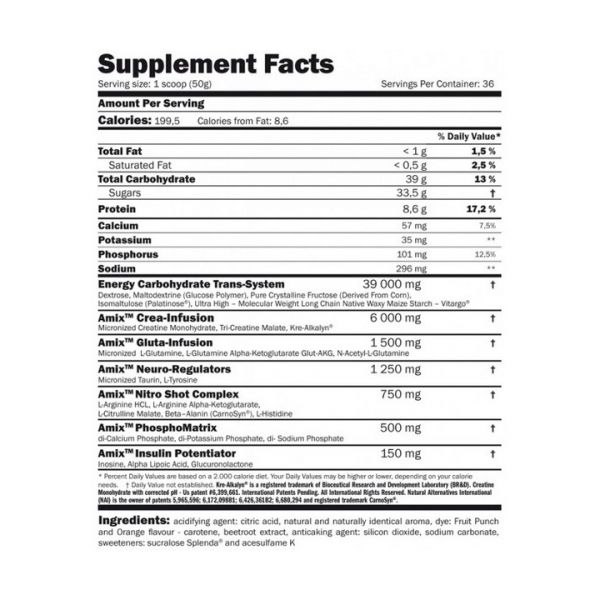 Supplement Facts
Serving size: 1 scoop (50g) Servings Per Container: 36
Amount Per Serving
Calories: 199,5 Calories from Fat: 8,6
% Daily Value*
Total Fat < 1 g 1,5 %
Saturated Fat < 0,5 g 2,5 %
Total Carbohydrate 39 g 13 %
Sugars 33,5 g †
Protein 8,6 g 17,2 %
Calcium 57 mg 7,5%
Potassium 35 mg **
Phosphorus 101 mg 12,5%
Sodium 296 mg **
Energy Carbohydrate Trans-System 39 000 mg †
Dextrose, Maltodextrine (Glucose Polymer), Pure Crystalline Fructose (Derived From Corn),
Isomaltulose (Palatinose®), Ultra High – Molecular Weight Long Chain Native Waxy Maize Starch – Vitargo®
Amix™ Crea-Infusion 6 000 mg †
Micronized Creatine Monohydrate, Tri-Creatine Malate, Kre-Alkalyn®
Amix™ Gluta-Infusion 1 500 mg †
Micronized L-Glutamine, L-Glutamine Alpha-Ketoglutarate Glut-AKG, N-Acetyl-L-Glutamine
Amix™ Neuro-Regulators 1 250 mg †
Micronized Taurin, L-Tyrosine
Amix™ Nitro Shot Complex 750 mg †
L-Arginine HCL, L-Arginine Alpha-Ketoglutarate,
L-Citrulline Malate, Beta–Alanin (CarnoSyn®), L-Histidine
Amix™ PhosphoMatrix 500 mg †
di-Calcium Phosphate, di-Potassium Phosphate, di- Sodium Phosphate
Amix™ Insulin Potentiator 150 mg †
Inosine, Alpha Lipoic Acid, Glucuronolactone
* Percent Daily Values are based on a 2.000 calorie diet. Your Daily Values may be higher or lower, depending on your calorie
needs. † Daily Value not established. Kre-Alkalyn® is a registered trademark of Bioceutical Research and Development Laboratory (BR&D). Creatine
Monohydrate with corrected pH - Us patent #6,399,661. International Patents Pending. All International Rights Reserved. Natural Alternatives International
(NAI) is the owner of patents 5,965,596; 6,172,09881; 6,426,36182; 6,680,294 and registered trademark CarnoSyn®.
Ingredients: acidifying agent: citric acid, natural and naturally identical aroma, dye: Fruit Punch
and Orange flavour - carotene, beetroot extract, anticaking agent: silicon dioxide, sodium carbonate,
sweeteners: sucralose Splenda® and acesulfame K